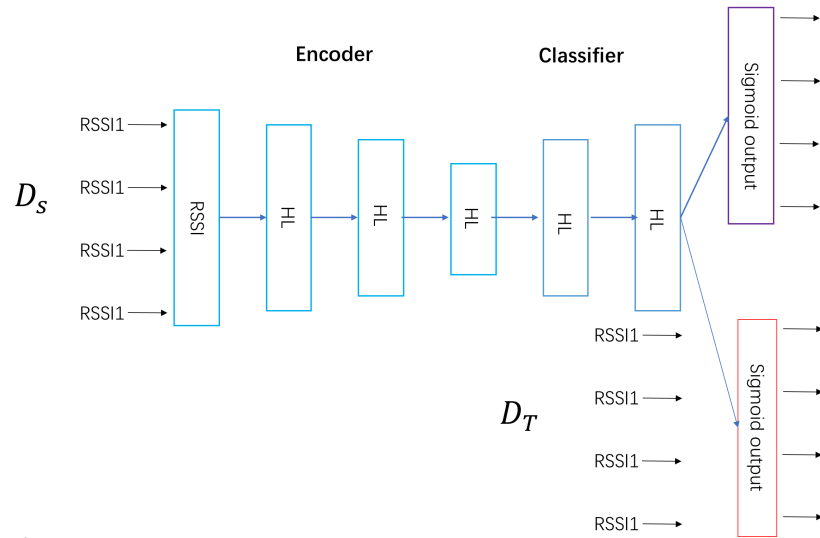 Encoder
Classifier
RSSI1
RSSI1
RSSI1
RSSI1
D_S
RSSI
HL
HL
HL
HL
HL
Sigmoid output
RSSI1
RSSI1
RSSI1
RSSI1
D_T
Sigmoid output